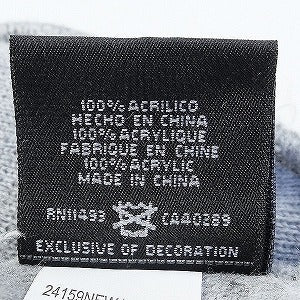 100% ACRILICO
HECHO EN CHINA
100% ACRYLIQUE
FABRIQUE EN CHINE
100% ACRYLIC
MADE IN CHINA
RN11493 CA40289
EXCLUSIVE OF DECORATION